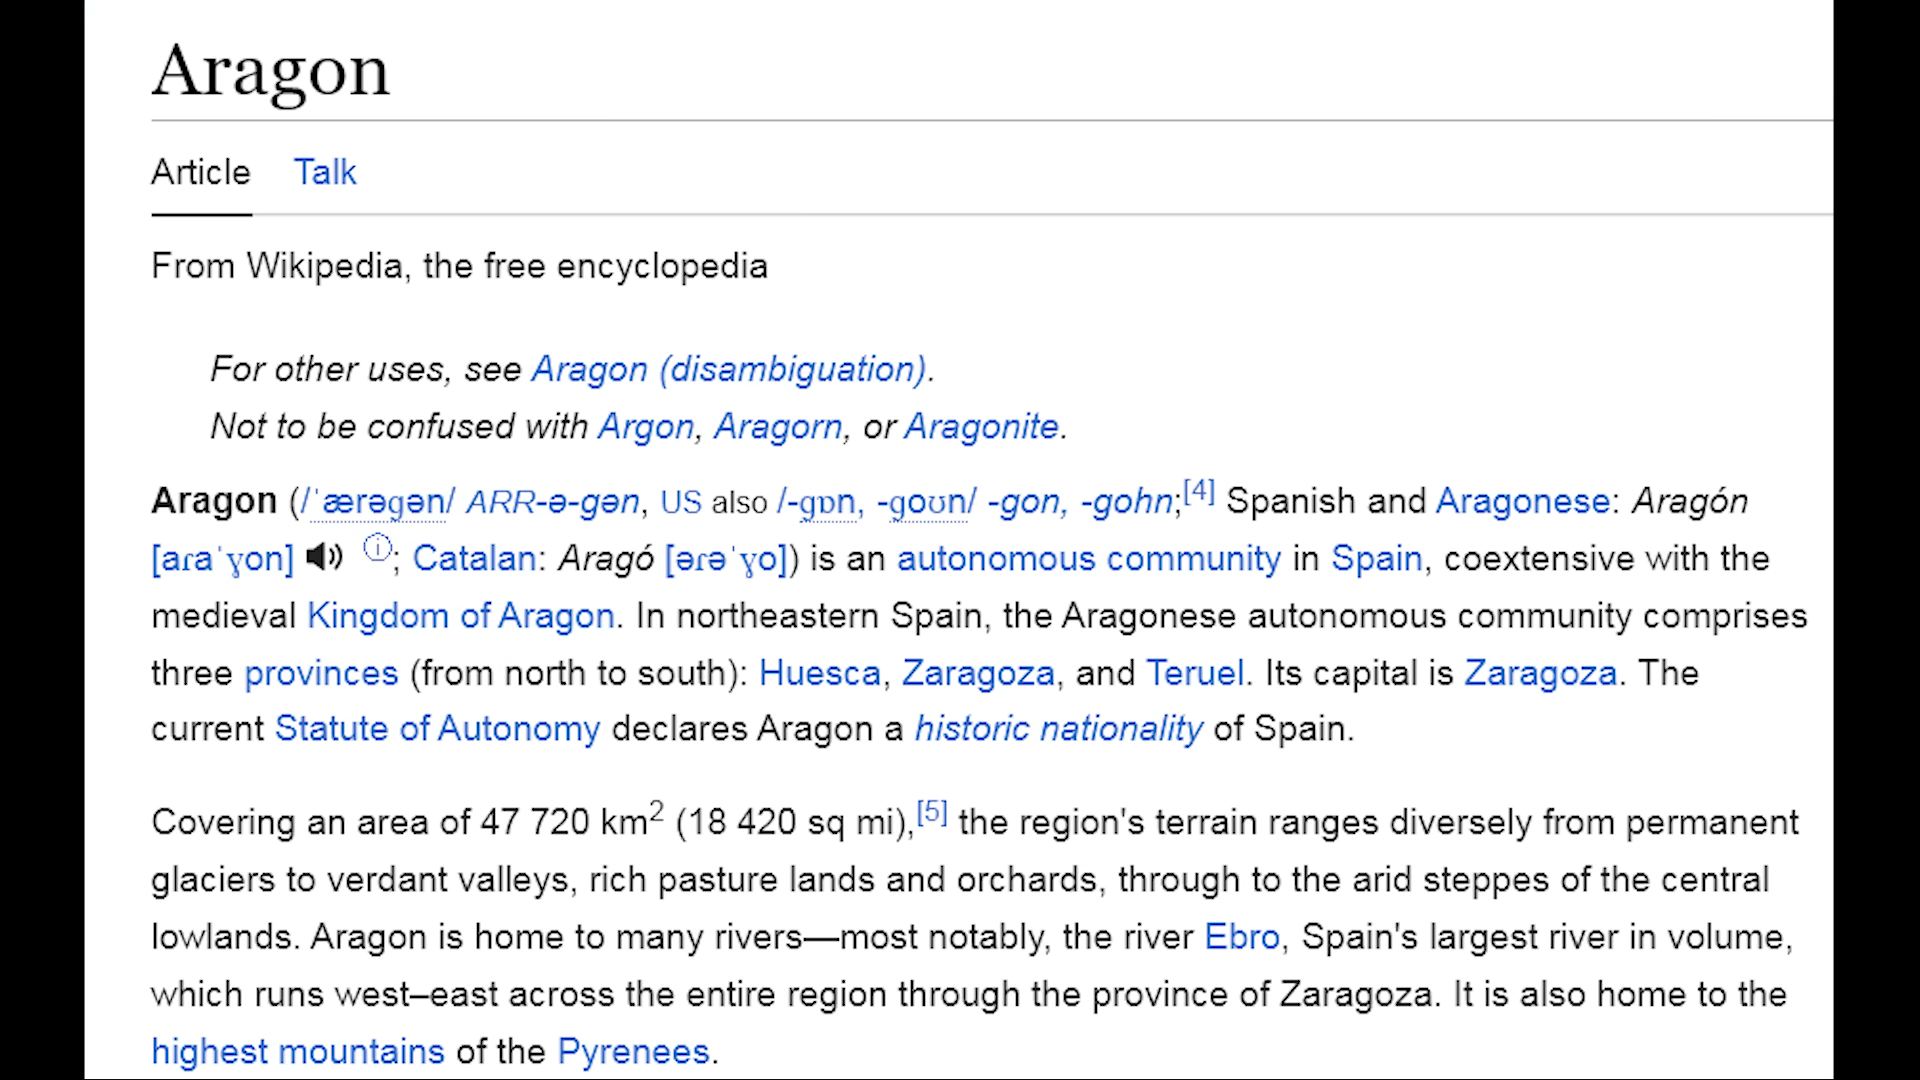 Aragon
Article Talk
From Wikipedia, the free encyclopedia
For other uses, see Aragon (disambiguation).
Not to be confused with Argon, Aragorn, or Aragonite.
Aragon (/ˈærəɡən/ ARR-ə-gən, US also /-ɡɒn, -ɡoʊn/ -gon, -gohn;[4] Spanish and Aragonese: Aragón
[aɾaˈɣon] ; Catalan: Aragó [əɾəˈɣo]) is an autonomous community in Spain, coextensive with the
medieval Kingdom of Aragon. In northeastern Spain, the Aragonese autonomous community comprises
three provinces (from north to south): Huesca, Zaragoza, and Teruel. Its capital is Zaragoza. The
current Statute of Autonomy declares Aragon a historic nationality of Spain.
Covering an area of 47 720 km² (18 420 sq mi),[5] the region's terrain ranges diversely from permanent
glaciers to verdant valleys, rich pasture lands and orchards, through to the arid steppes of the central
lowlands. Aragon is home to many rivers—most notably, the river Ebro, Spain's largest river in volume,
which runs west–east across the entire region through the province of Zaragoza. It is also home to the
highest mountains of the Pyrenees.